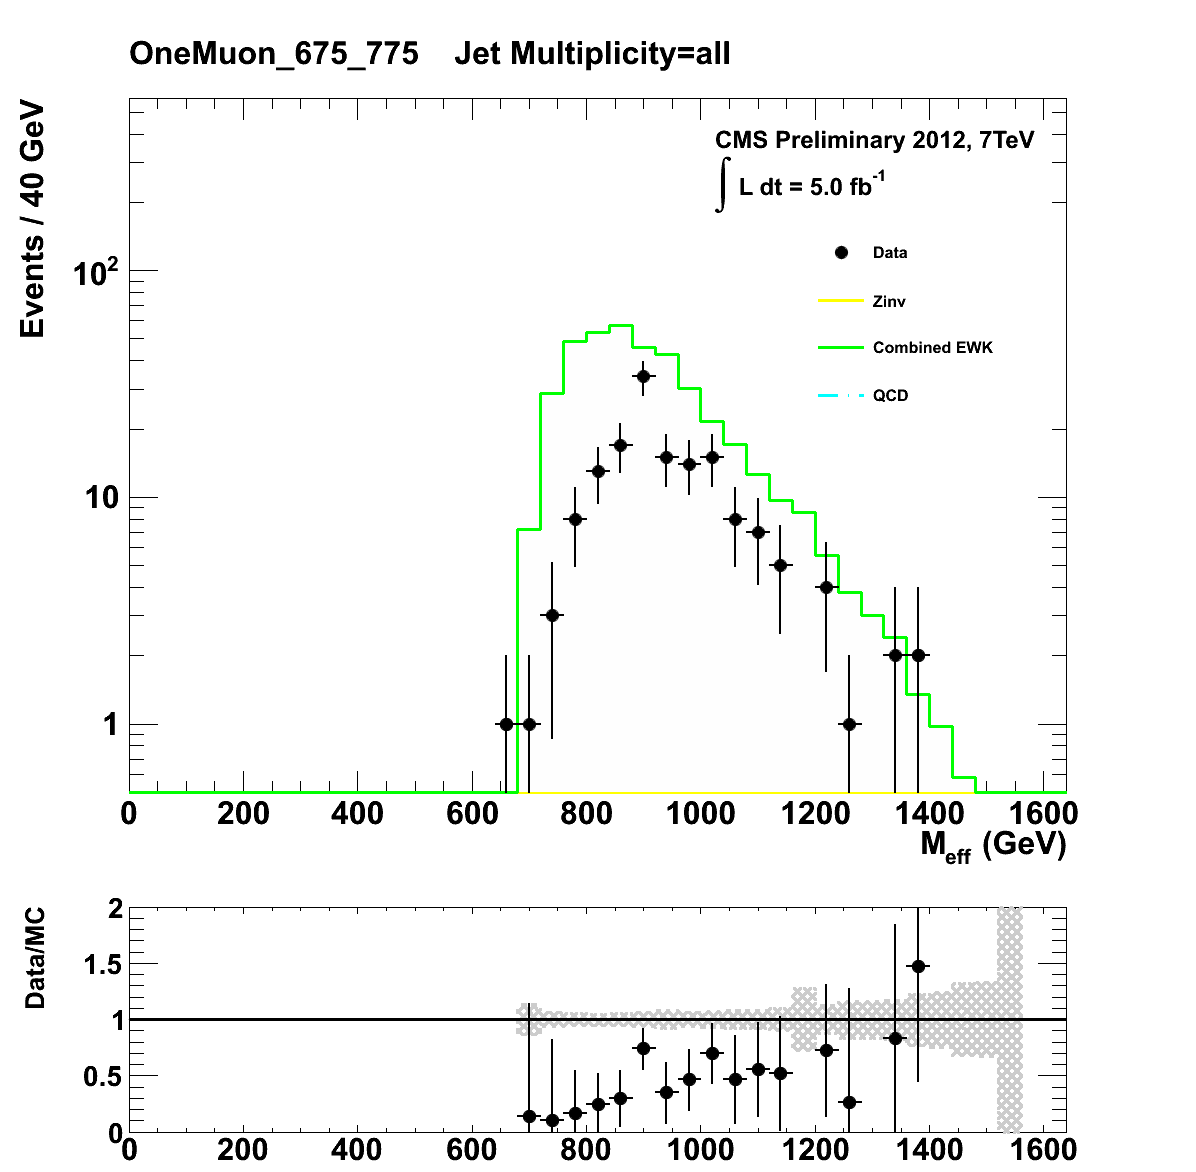 OneMuon_675_775 Jet Multiplicity=all
Events / 40 GeV
CMS Preliminary 2012, 7TeV
∫ L dt = 5.0 fb⁻¹
Data
Zinv
Combined EWK
QCD
10²
10
1
0 200 400 600 800 1000 1200 1400 1600
M_eff (GeV)
Data/MC
2
1.5
1
0.5
0
0 200 400 600 800 1000 1200 1400 1600